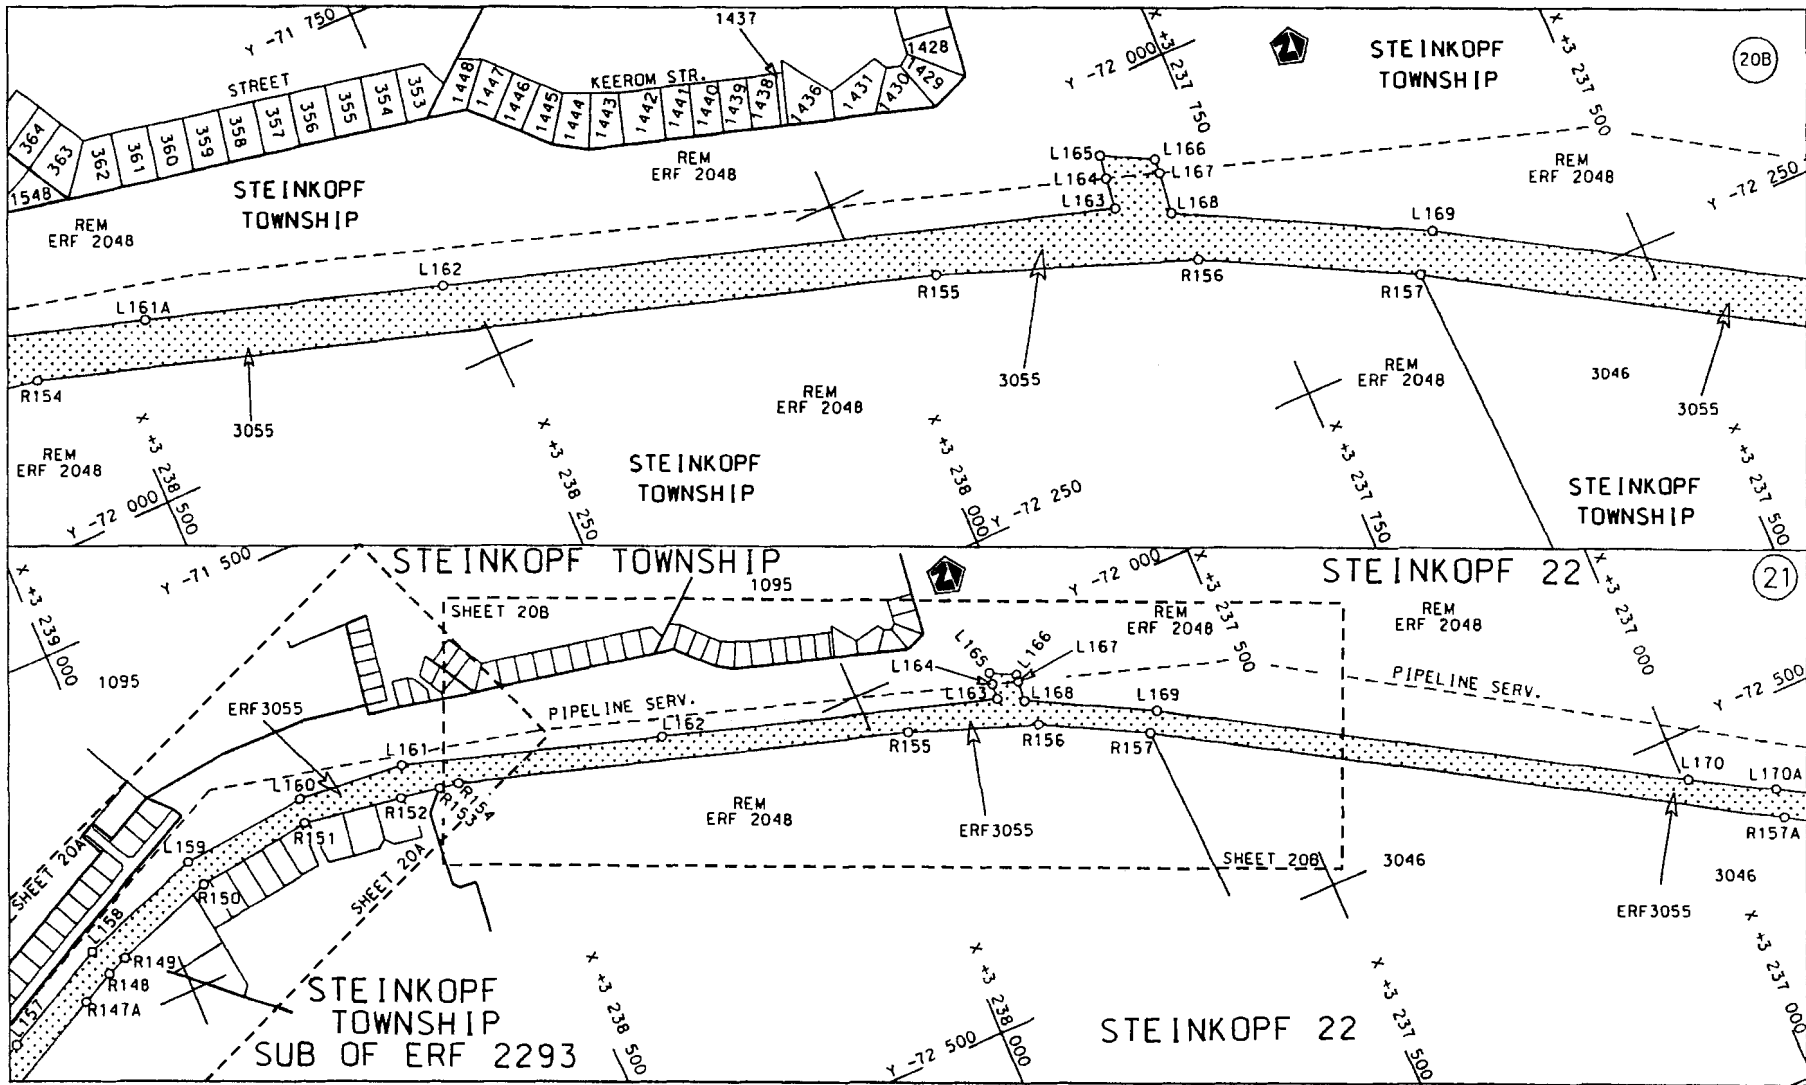 Y -71 750
1437
1428
1429
1430
1431
1436
1438
1439
1440
1441
1442
1443
1444
1445
1446
1447
1448
KEEROM STR.
STREET
353
354
355
356
357
358
359
360
361
362
363
364
1548
Y -72 000
X +3 237 750
STEINKOPF
TOWNSHIP
X +3 237 500
20B
REM
ERF 2048
STEINKOPF
TOWNSHIP
REM
ERF 2048
L165
L166
L164
L167
L163
L168
REM
ERF 2048
Y -72 250
L169
L162
L161A
R154
R155
R156
R157
3055
3055
3055
REM
ERF 2048
REM
ERF 2048
3046
X +3 238 500
X +3 238 250
X +3 238 000
X +3 237 750
X +3 237 500
REM
ERF 2048
STEINKOPF
TOWNSHIP
Y -72 000
Y -72 250
STEINKOPF
TOWNSHIP
X +3 239 000
Y -71 500
STEINKOPF TOWNSHIP
1095
Y -72 000
X +3 237 500
STEINKOPF 22
X +3 237 000
21
SHEET 20B
REM
ERF 2048
REM
ERF 2048
1095
L165
L166
L164
L167
L163
L168
L169
PIPELINE SERV.
PIPELINE SERV.
Y -72 500
ERF3055
L162
L161
L160
L159
L158
L157
R155
R156
R157
L170
L170A
R157A
R154
R153
R152
R151
R150
R149
R148
R147A
SHEET 20A
SHEET 20A
REM
ERF 2048
ERF3055
SHEET 20B
3046
3046
ERF3055
STEINKOPF
TOWNSHIP
SUB OF ERF 2293
X +3 238 500
Y -72 500
X +3 238 000
STEINKOPF 22
X +3 237 500
X +3 237 000